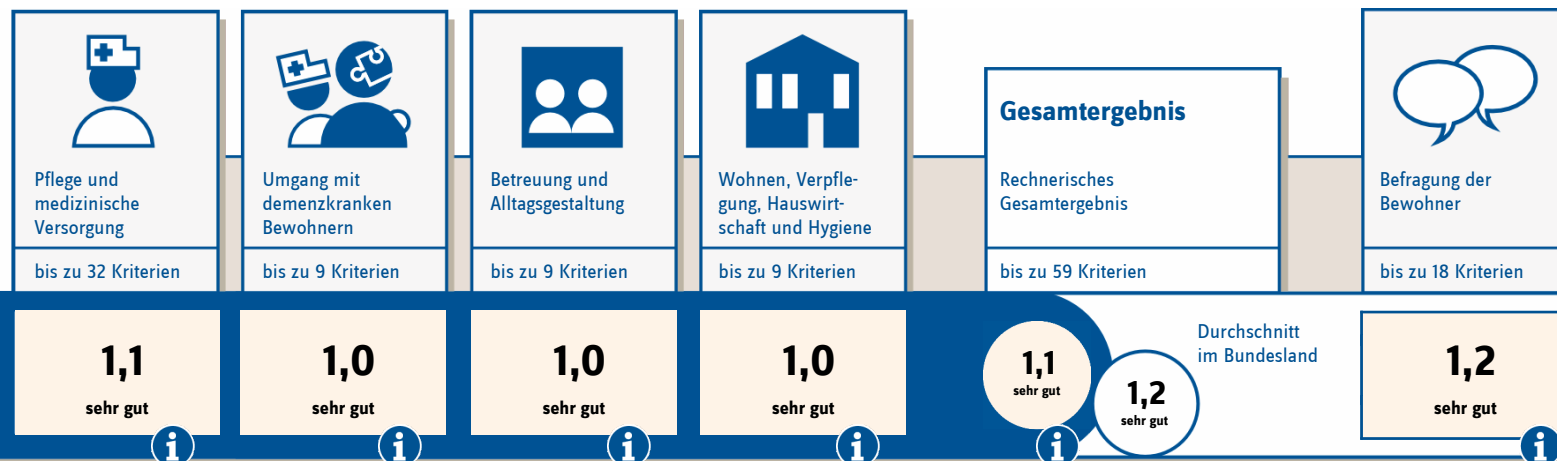 Pflege und
medizinische
Versorgung
bis zu 32 Kriterien
1,1
sehr gut
i
Umgang mit
demenzkranken
Bewohnern
bis zu 9 Kriterien
1,0
sehr gut
i
Betreuung und
Alltagsgestaltung
bis zu 9 Kriterien
1,0
sehr gut
i
Wohnen, Verpfle-
gung, Hauswirt-
schaft und Hygiene
bis zu 9 Kriterien
1,0
sehr gut
i
Gesamtergebnis
Rechnerisches
Gesamtergebnis
bis zu 59 Kriterien
1,1
sehr gut
i
Durchschnitt
im Bundesland
1,2
sehr gut
Befragung der
Bewohner
bis zu 18 Kriterien
1,2
sehr gut
i